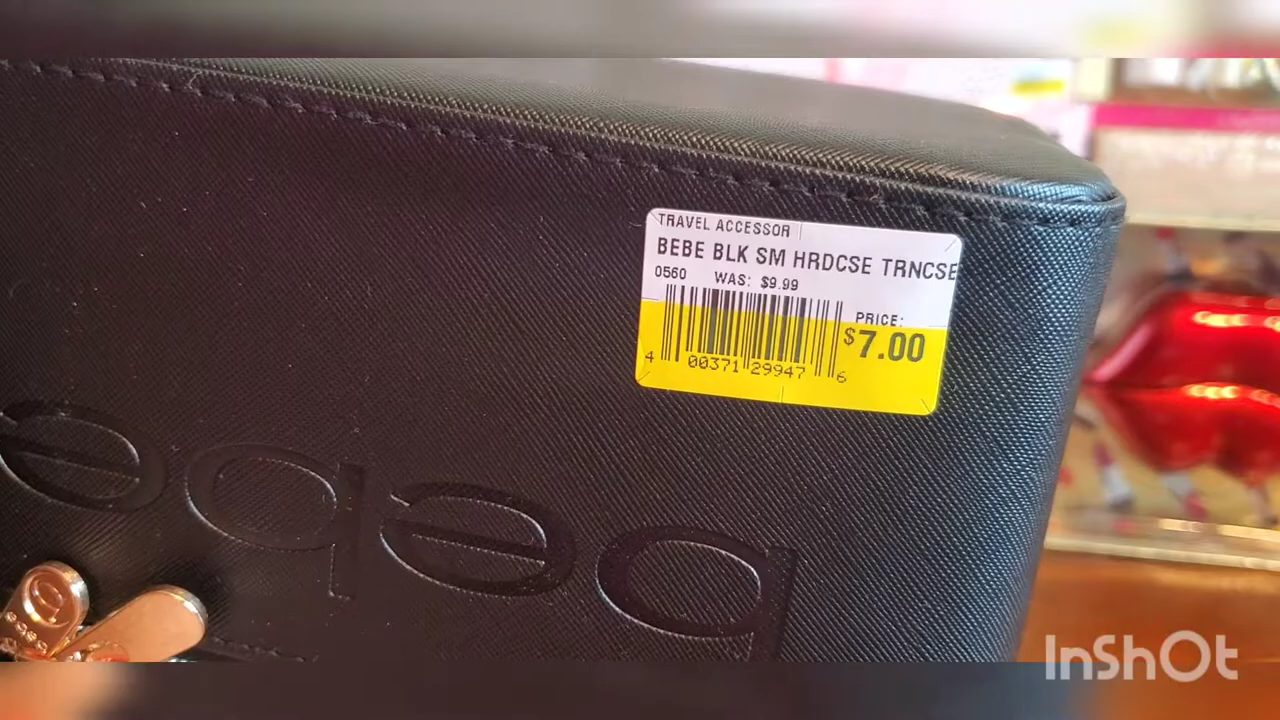 TRAVEL ACCESSOR
BEBE BLK SM HRDCSE TRNCSE
0560 WAS: $9.99
PRICE:
$7.00
4 00371 29947 6
bebe
InShOt